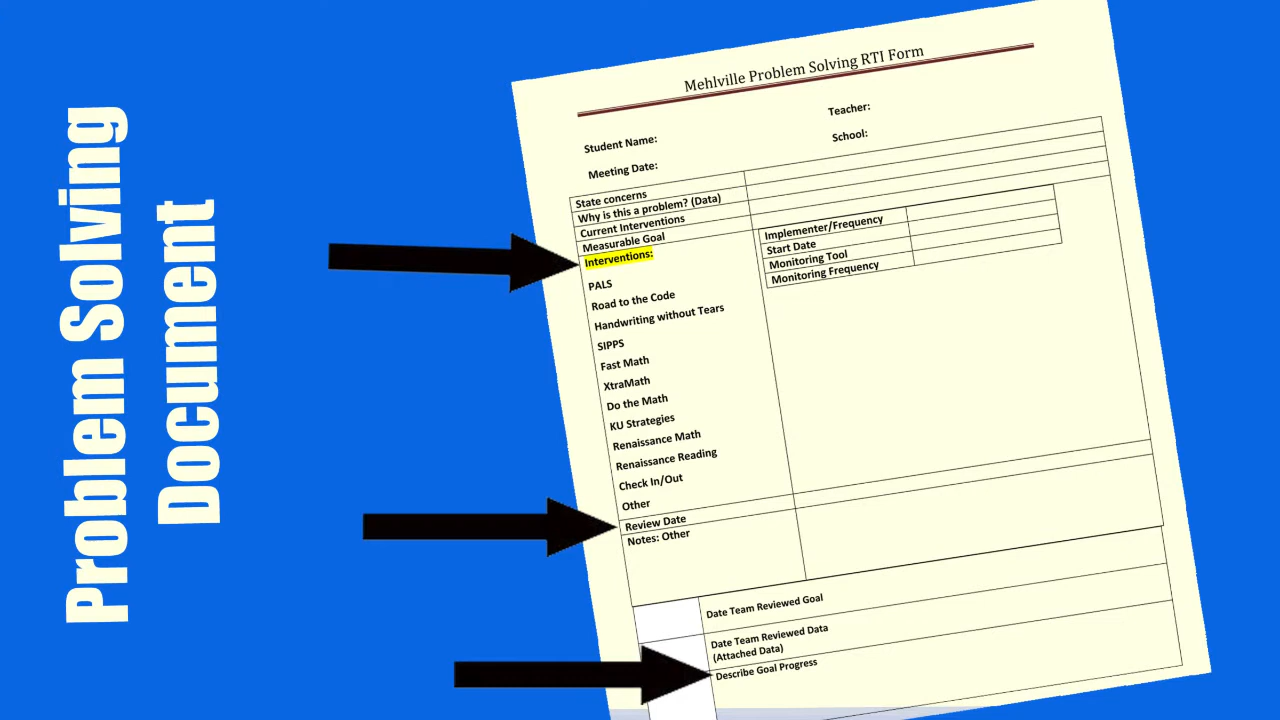 Problem Solving
Document
Mehlville Problem Solving RTI Form
Student Name:
Teacher:
Meeting Date:
School:
State concerns
Why is this a problem? (Data)
Current Interventions
Measurable Goal
Interventions:
PALS
Road to the Code
Handwriting without Tears
SIPPS
Fast Math
XtraMath
Do the Math
KU Strategies
Renaissance Math
Renaissance Reading
Check In/Out
Other
Implementer/Frequency
Start Date
Monitoring Tool
Monitoring Frequency
Review Date
Notes: Other
Date Team Reviewed Goal
Date Team Reviewed Data
(Attached Data)
Describe Goal Progress